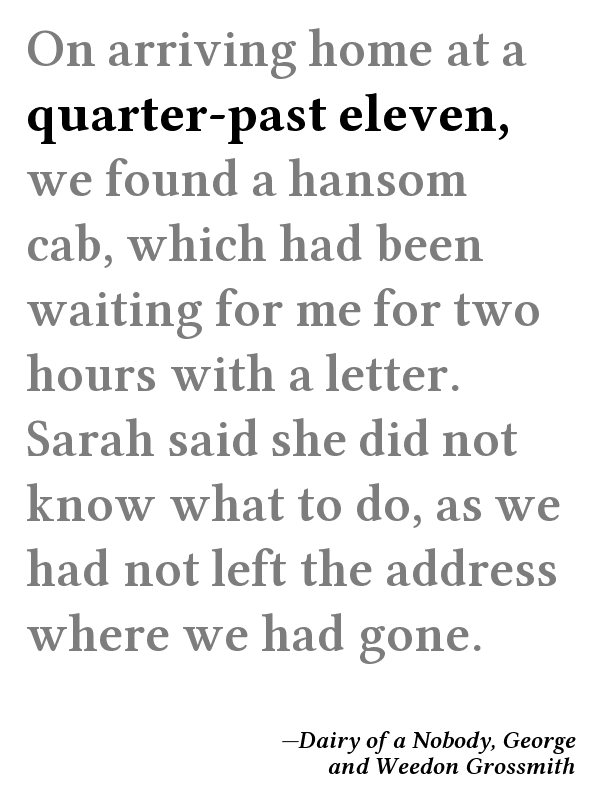 On arriving home at a
quarter-past eleven,
we found a hansom
cab, which had been
waiting for me for two
hours with a letter.
Sarah said she did not
know what to do, as we
had not left the address
where we had gone.
—Dairy of a Nobody, George
and Weedon Grossmith